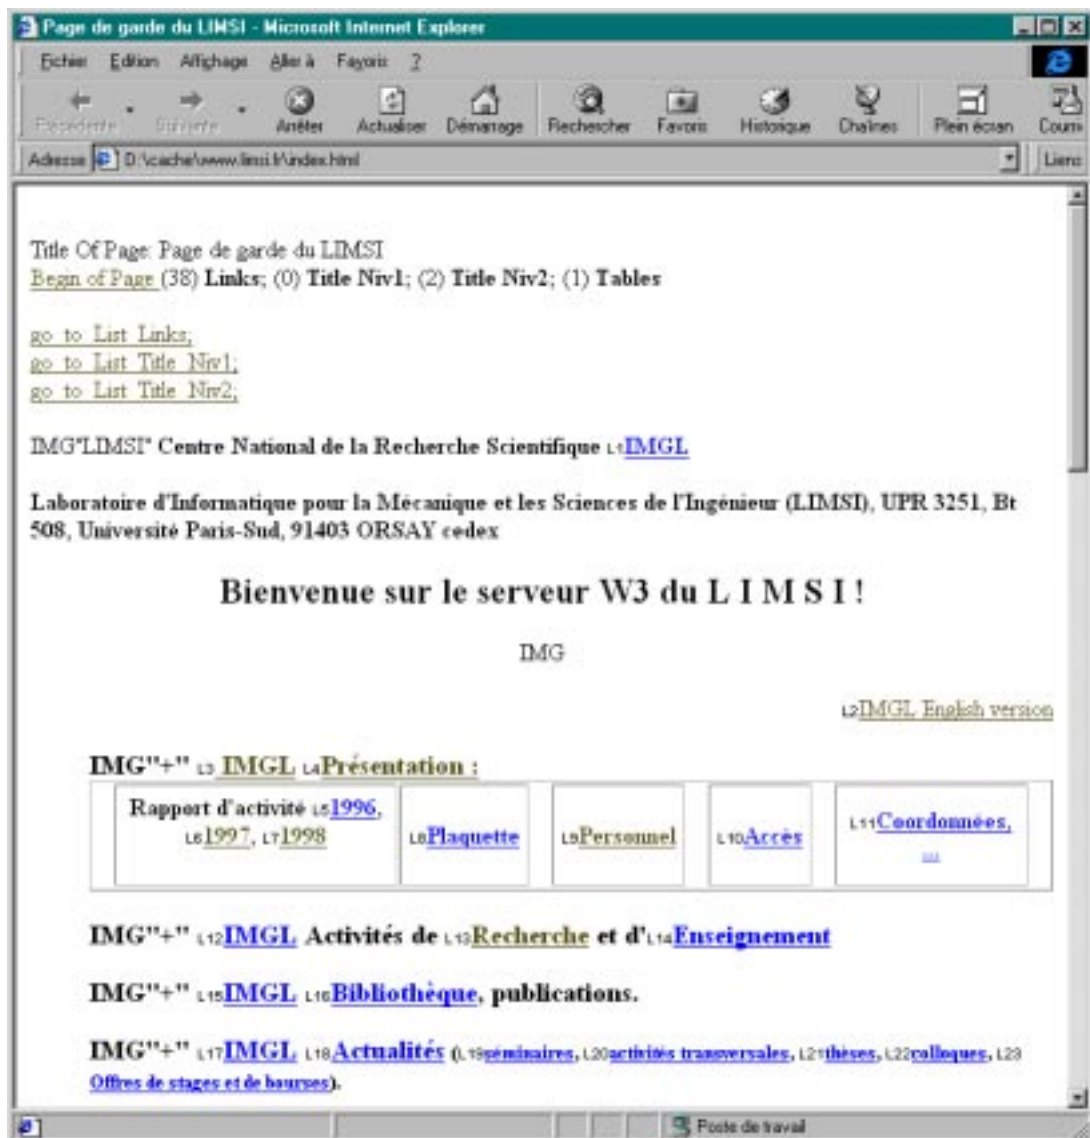 Page de garde du LIMSI - Microsoft Internet Explorer
Fichier Edition Affichage Aller à Favoris ?
Précédente Suivante Arrêter Actualiser Démarrage Rechercher Favoris Historique Chaînes Plein écran Courri
Adresse D:\cache\www.limsi.fr\index.html Liens
Title Of Page: Page de garde du LIMSI
Begin of Page (38) Links; (0) Title Niv1; (2) Title Niv2; (1) Tables
go to List Links;
go to List Title Niv1;
go to List Title Niv2;
IMG"LIMSI" Centre National de la Recherche Scientifique L1IMGL
Laboratoire d'Informatique pour la Mécanique et les Sciences de l'Ingénieur (LIMSI), UPR 3251, Bt
508, Université Paris-Sud, 91403 ORSAY cedex
Bienvenue sur le serveur W3 du L I M S I !
IMG
L2IMGL English version
IMG"+" L3 IMGL L4Présentation :
Rapport d'activité L51996,
L61997, L71998
L8Plaquette
L9Personnel
L10Accès
L11Coordonnées,
...
IMG"+" L12IMGL Activités de L13Recherche et d'L14Enseignement
IMG"+" L15IMGL L16Bibliothèque, publications.
IMG"+" L17IMGL L18Actualités (L19séminaires, L20activités transversales, L21thèses, L22colloques, L23
Offres de stages et de bourses).
Poste de travail